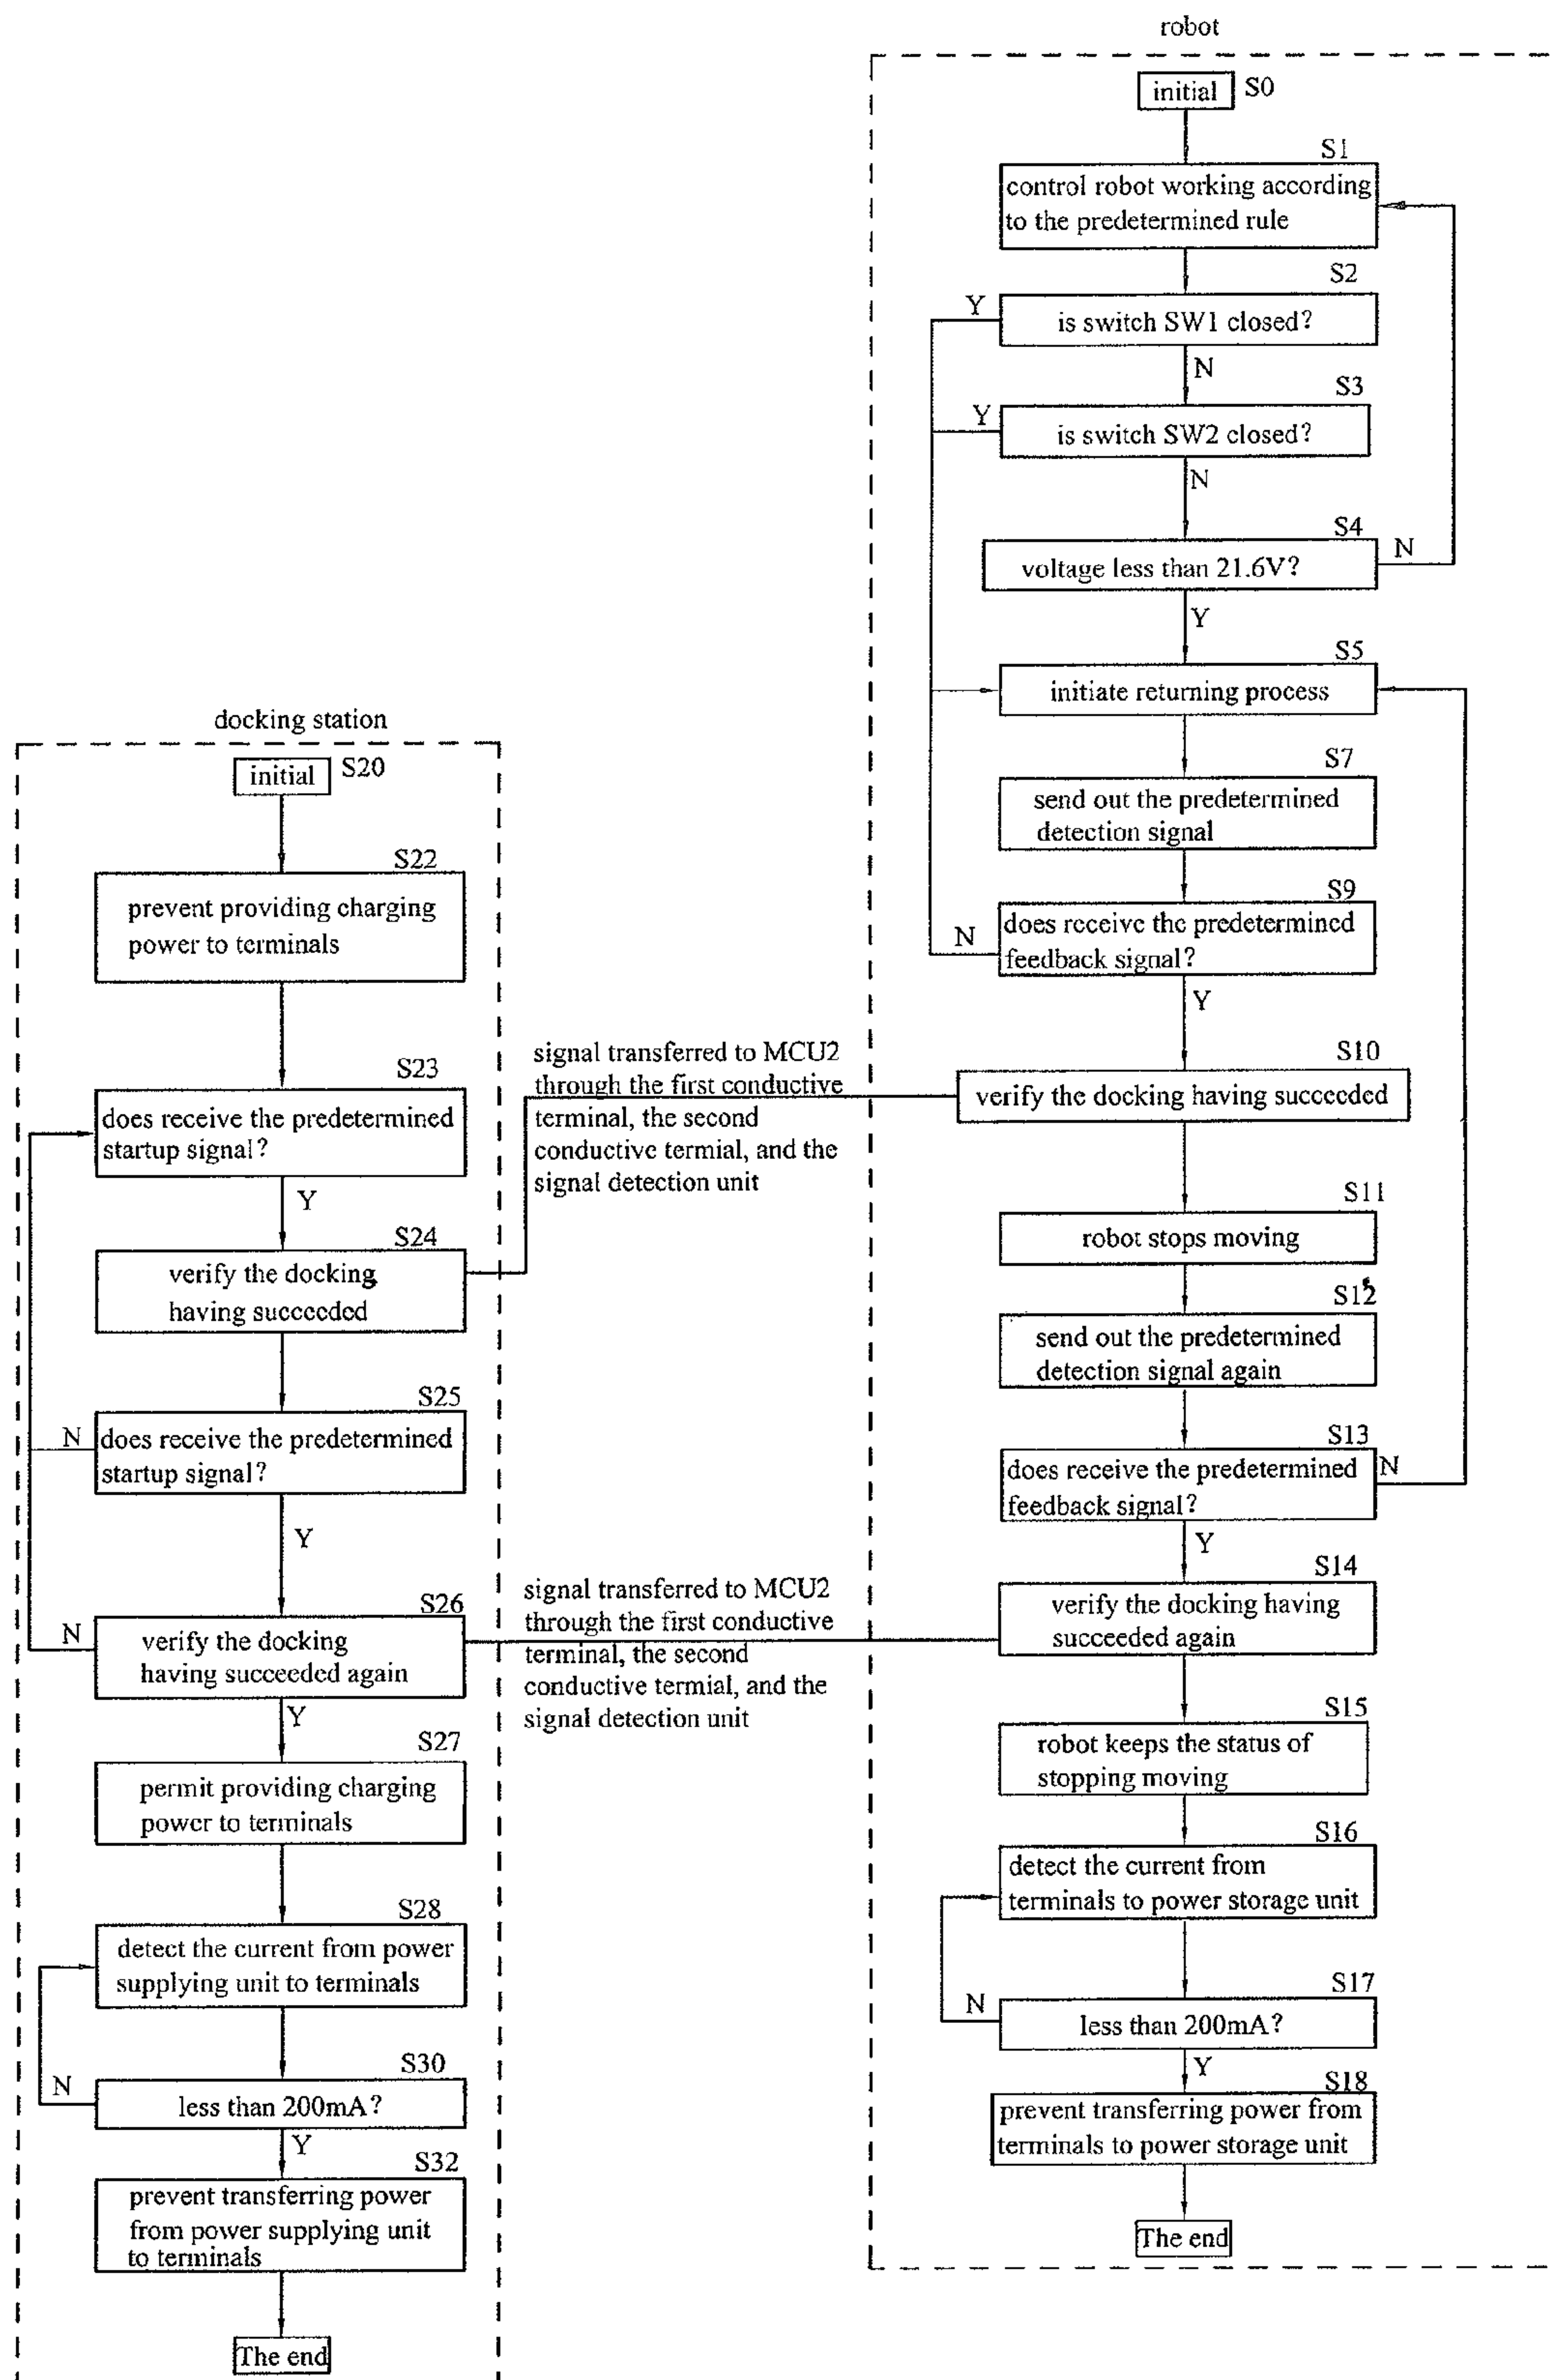 robot
initial S0
S1
control robot working according
to the predetermined rule
S2
Y
is switch SW1 closed?
N
S3
Y
is switch SW2 closed?
N
S4
voltage less than 21.6V?
N
Y
S5
initiate returning process
S7
send out the predetermined
detection signal
S9
does receive the predetermined
feedback signal?
N
Y
S10
verify the docking having succeeded
S11
robot stops moving
S12
send out the predetermined
detection signal again
S13
does receive the predetermined
feedback signal?
N
Y
S14
verify the docking having
succeeded again
S15
robot keeps the status of
stopping moving
S16
detect the current from
terminals to power storage unit
S17
N
less than 200mA?
Y
S18
prevent transferring power from
terminals to power storage unit
The end
docking station
initial S20
S22
prevent providing charging
power to terminals
S23
does receive the predetermined
startup signal?
Y
S24
verify the docking
having succeeded
S25
N
does receive the predetermined
startup signal?
Y
S26
N
verify the docking
having succeeded again
Y
S27
permit providing charging
power to terminals
S28
detect the current from power
supplying unit to terminals
S30
N
less than 200mA?
Y
S32
prevent transferring power
from power supplying unit
to terminals
The end
signal transferred to MCU2
through the first conductive
terminal, the second
conductive termial, and the
signal detection unit
signal transferred to MCU2
through the first conductive
terminal, the second
conductive termial, and the
signal detection unit